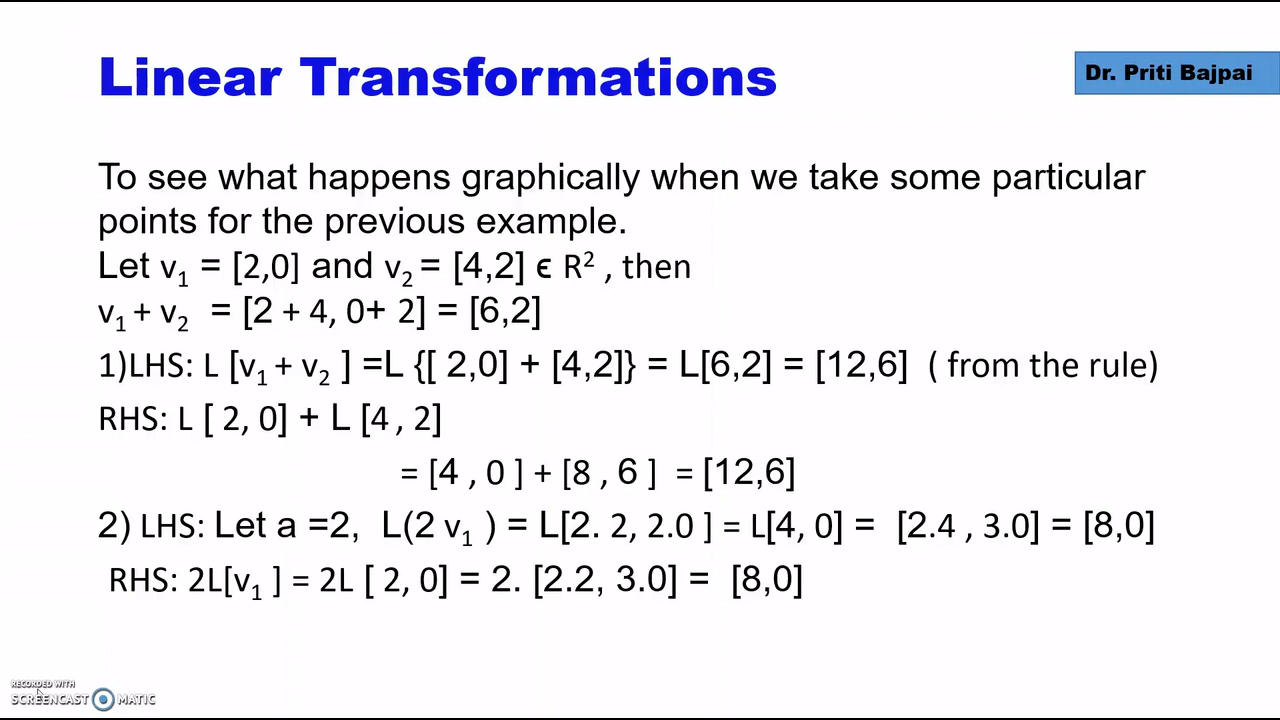 Linear Transformations
Dr. Priti Bajpai
To see what happens graphically when we take some particular
points for the previous example.
Let v₁ = [2,0] and v₂ = [4,2] ϵ R² , then
v₁ + v₂ = [2 + 4, 0+ 2] = [6,2]
1)LHS: L [v₁ + v₂ ] =L {[ 2,0] + [4,2]} = L[6,2] = [12,6] ( from the rule)
RHS: L [ 2, 0] + L [4 , 2]
= [4 , 0 ] + [8 , 6 ] = [12,6]
2) LHS: Let a =2, L(2 v₁ ) = L[2. 2, 2.0 ] = L[4, 0] = [2.4 , 3.0] = [8,0]
RHS: 2L[v₁ ] = 2L [ 2, 0] = 2. [2.2, 3.0] = [8,0]
RECORDED WITH
SCREENCAST MATIC